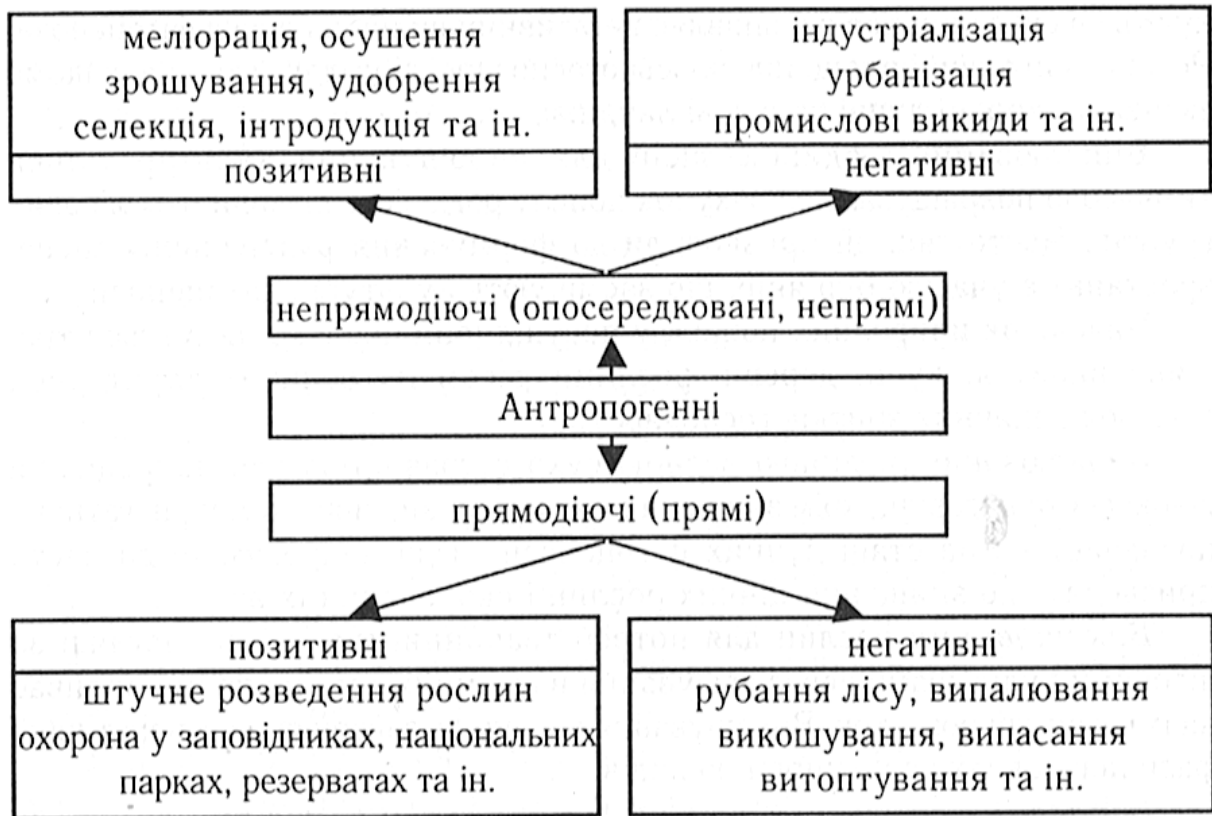 меліорація, осушення
зрошування, удобрення
селекція, інтродукція та ін.
позитивні
індустріалізація
урбанізація
промислові викиди та ін.
негативні
непрямодіючі (опосередковані, непрямі)
Антропогенні
прямодіючі (прямі)
позитивні
штучне розведення рослин
охорона у заповідниках, національних
парках, резерватах та ін.
негативні
рубання лісу, випалювання
викошування, випасання
витоптування та ін.